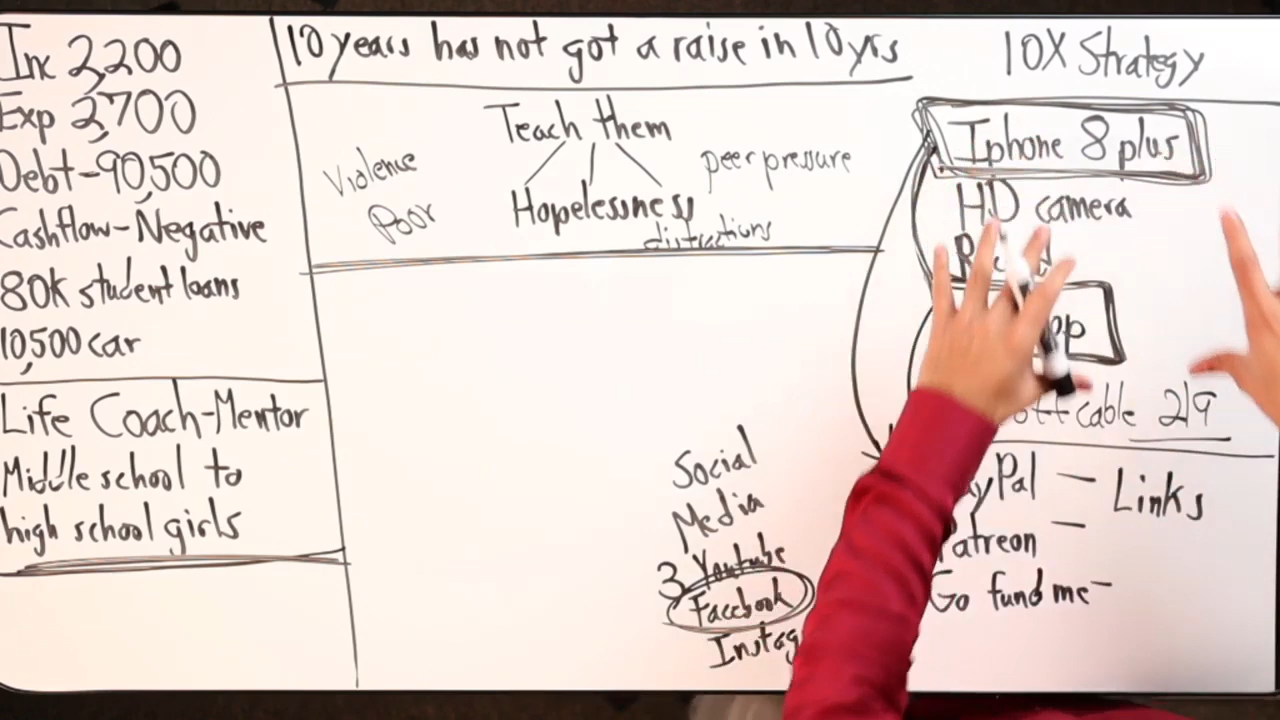 Inc 2,200
Exp 2,700
Debt-90,500
Cashflow-Negative
80K student loans
10,500 car
Life Coach-Mentor
Middle school to
high school girls
10 years has not got a raise in 10 yrs
Teach them
Violence
peer pressure
Poor
Hopelessness
distractions
Social
Media
3 Youtube
Facebook
10X Strategy
Iphone 8 plus
HD camera
cable 219
Links
Patreon
Go fund me